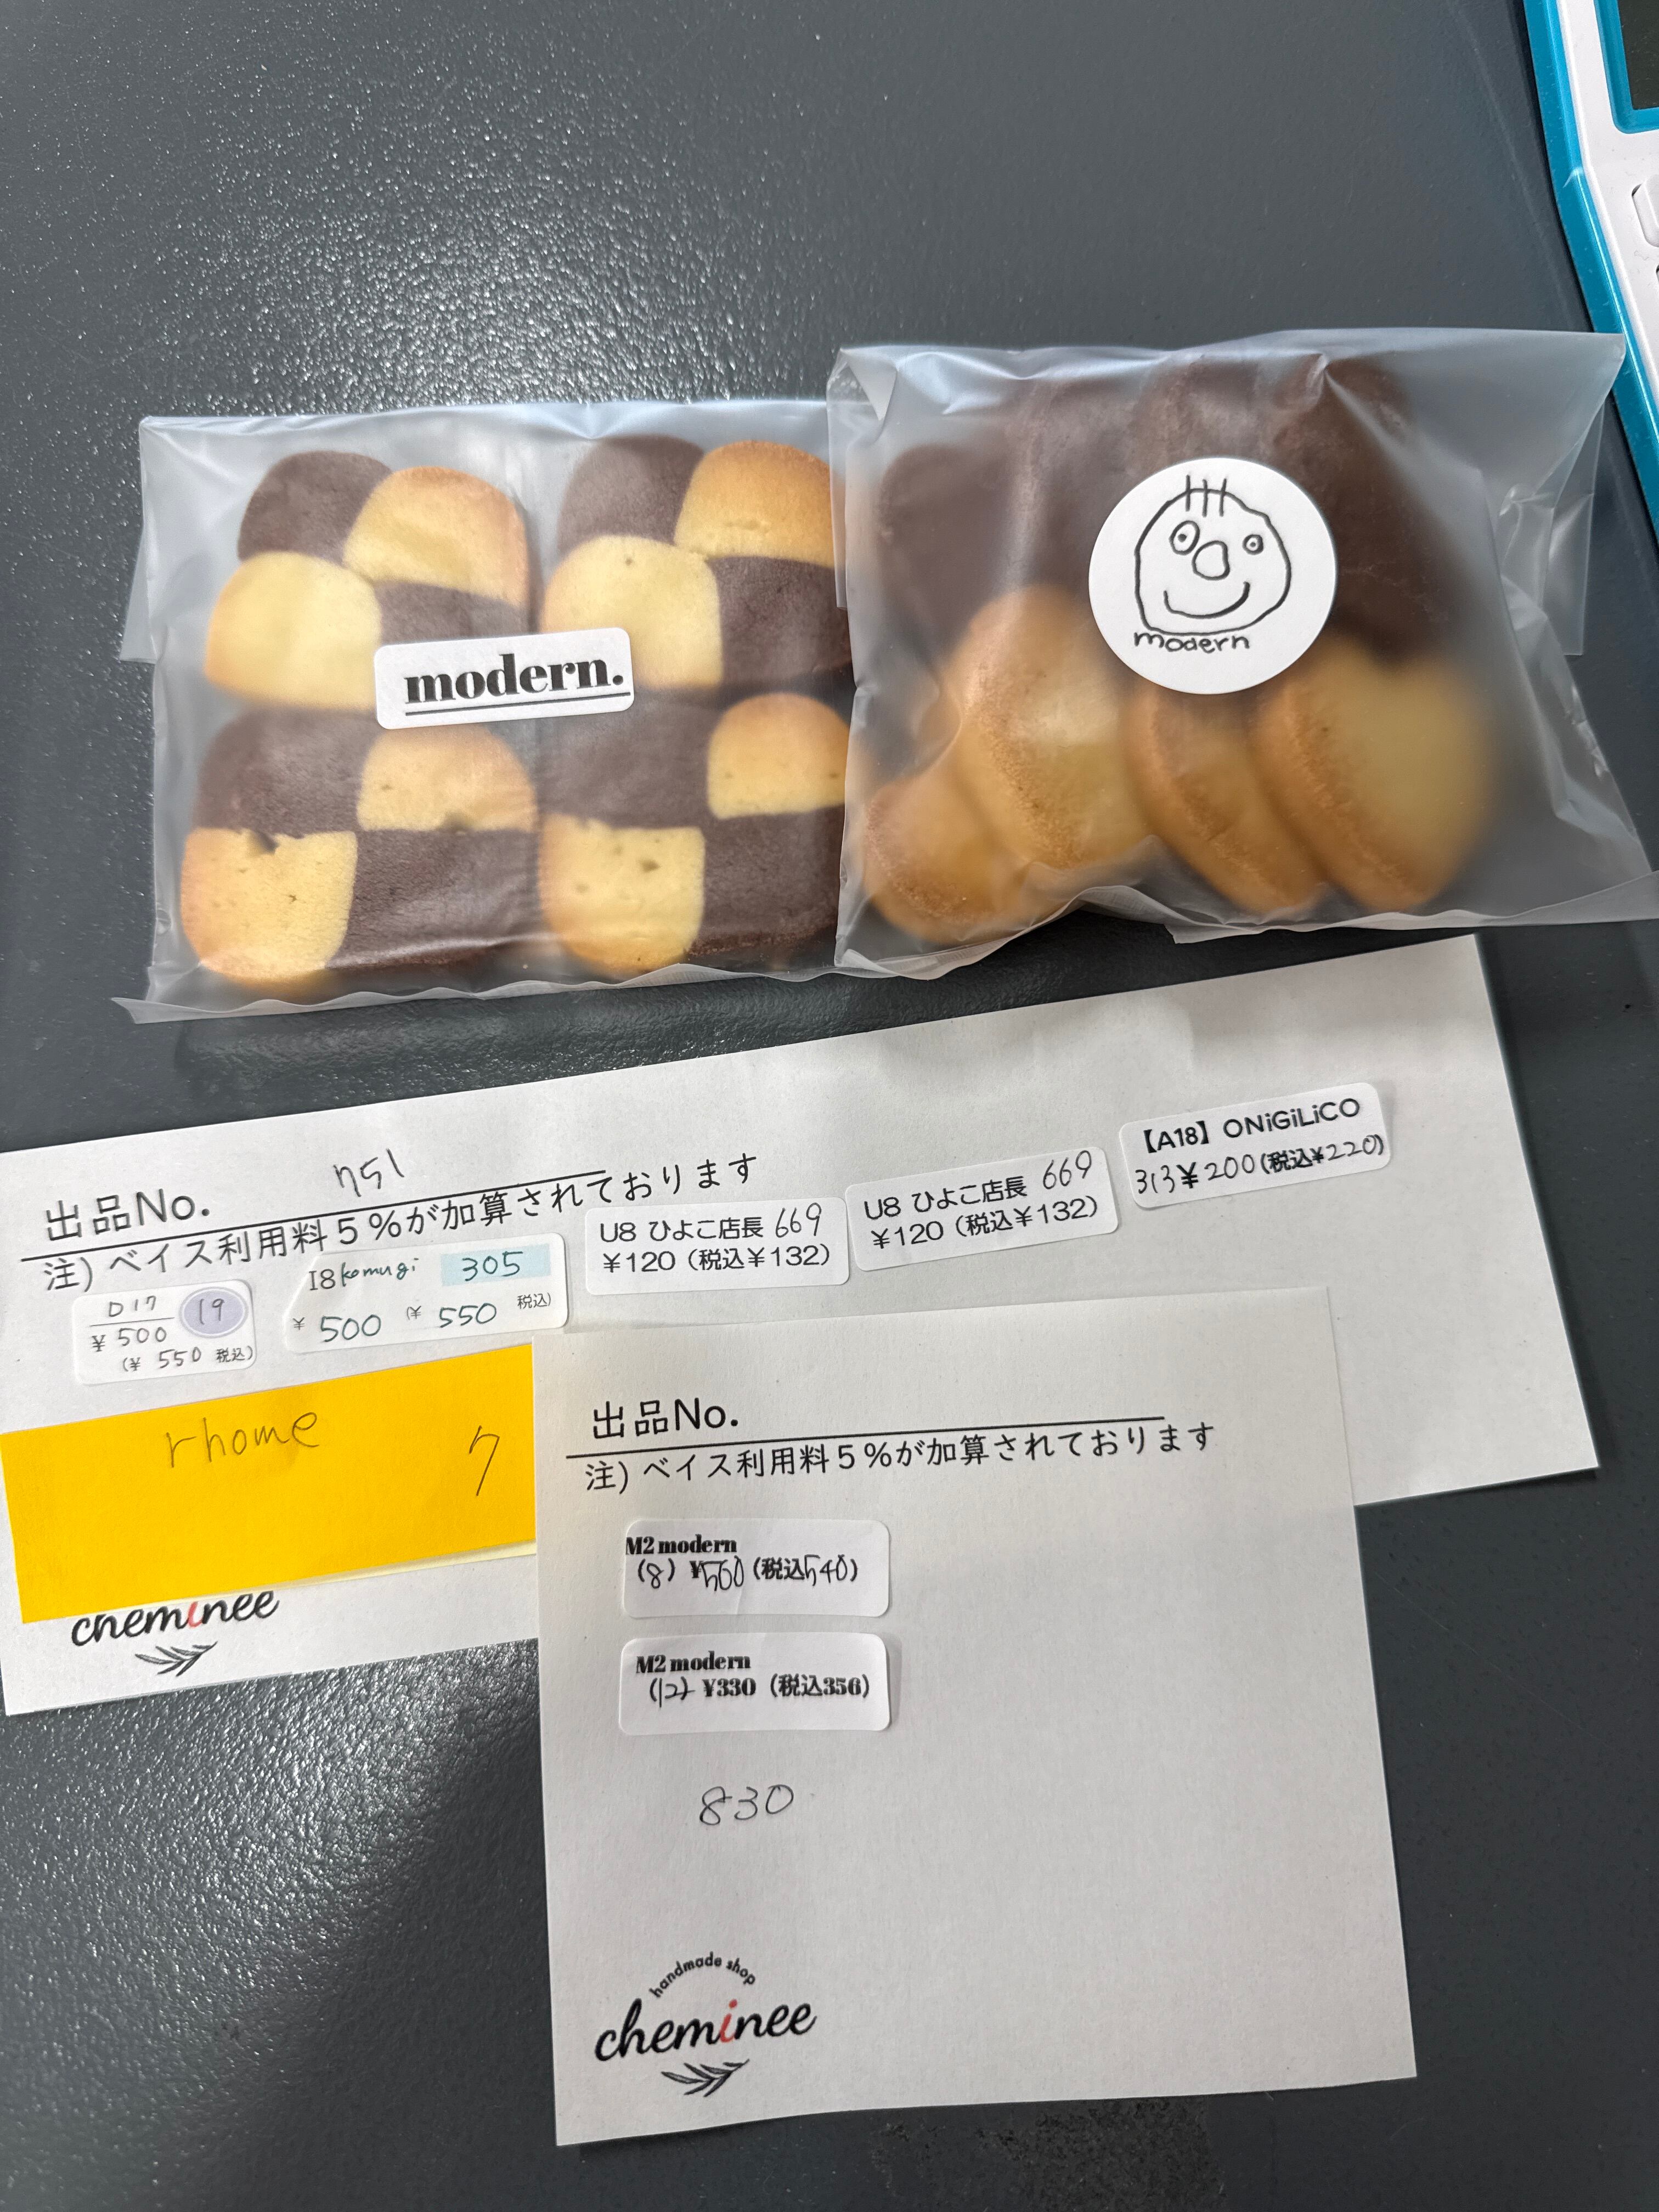 modern.
modern
751
出品No.
注) ベイス利用料５%が加算されております
D17
19
¥500
(¥ 550 税込)
I8 komugi 305
¥ 500 (¥ 550 税込)
U8 ひよこ店長 669
¥120 (税込¥132)
U8 ひよこ店長 669
¥120 (税込¥132)
【A18】ONiGiLiCO
313 ¥200 (税込¥220)
rhome ク
cheminee
出品No.
注) ベイス利用料５%が加算されております
M2 modern
(8) ¥500 (税込540)
M2 modern
(12) ¥330 (税込356)
830
handmade shop
cheminee